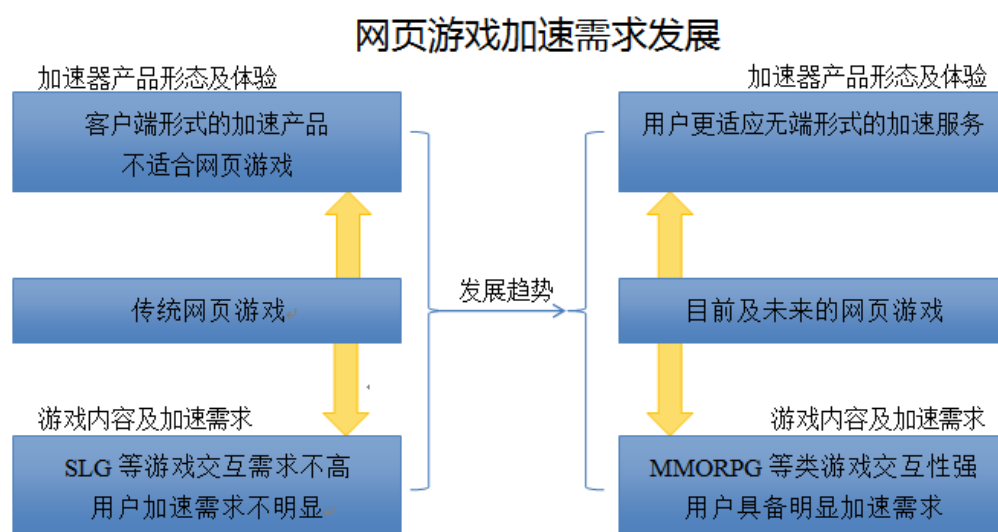 网页游戏加速需求发展
加速器产品形态及体验
客户端形式的加速产品
不适合网页游戏
传统网页游戏
游戏内容及加速需求
SLG 等游戏交互需求不高
用户加速需求不明显
发展趋势
加速器产品形态及体验
用户更适应无端形式的加速服务
目前及未来的网页游戏
游戏内容及加速需求
MMORPG 等类游戏交互性强
用户具备明显加速需求